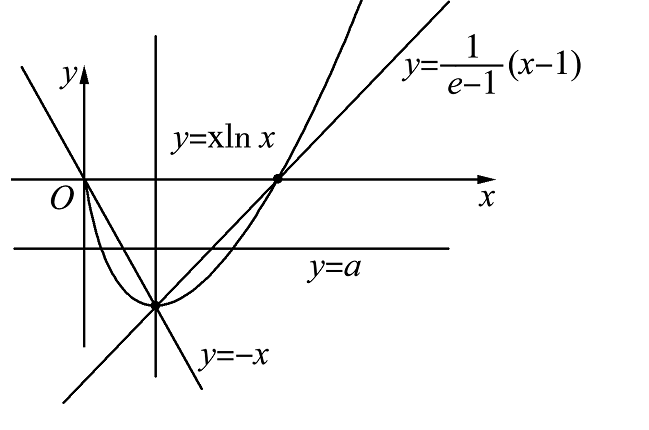 y
y=1/(e−1)(x−1)
y=xln x
O
x
y=a
y=−x